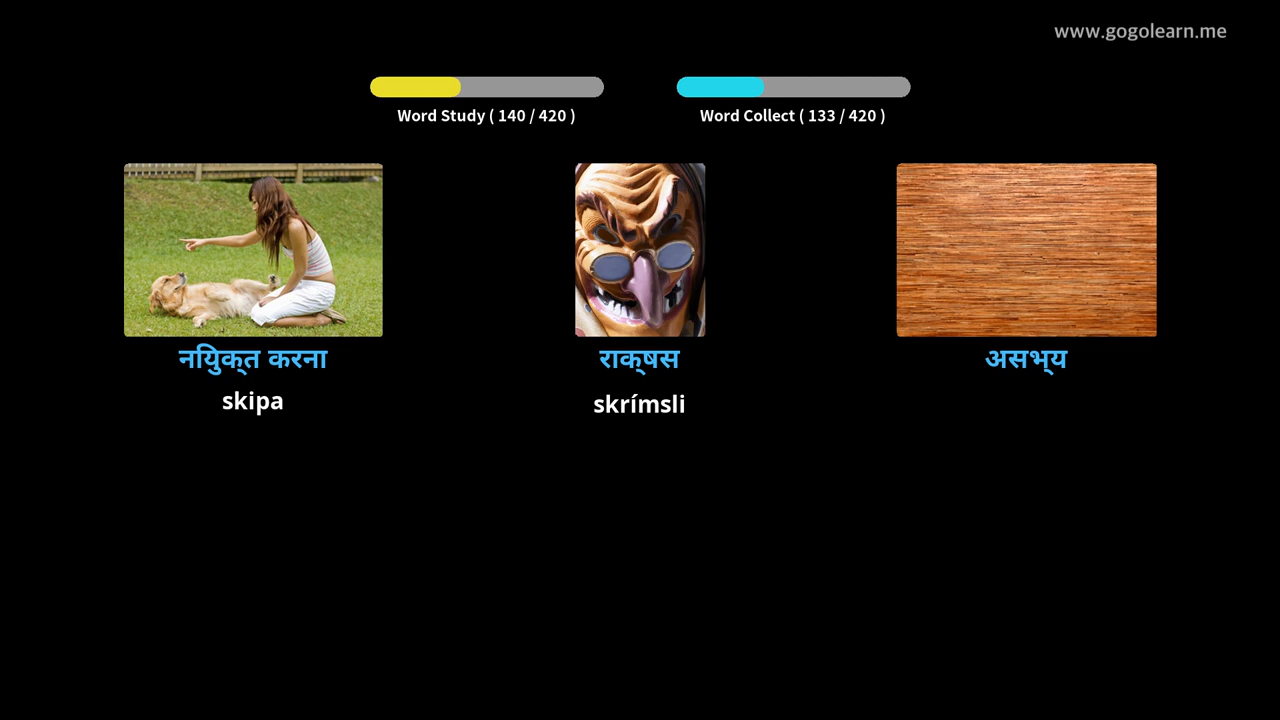 www.gogolearn.me
Word Study ( 140 / 420 )
Word Collect ( 133 / 420 )
नियुक्त करना
राक्षस
असभ्य
skipa
skrímsli